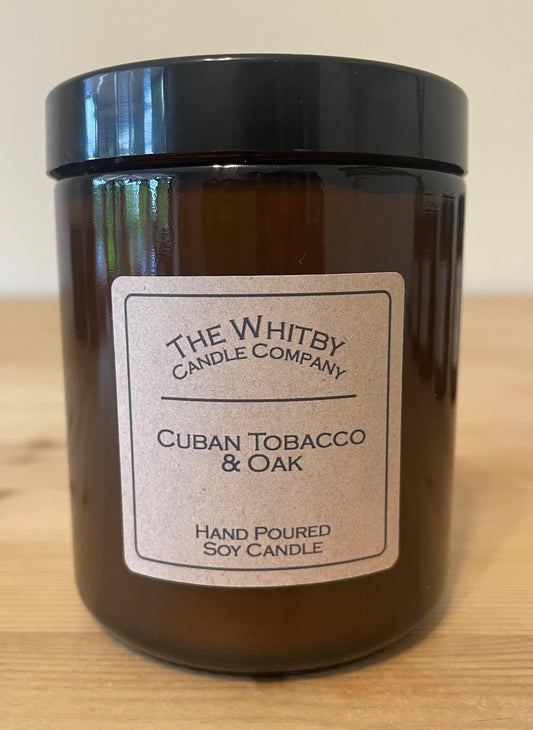 The Whitby
Candle Company
Cuban Tobacco
& Oak
Hand Poured
Soy Candle